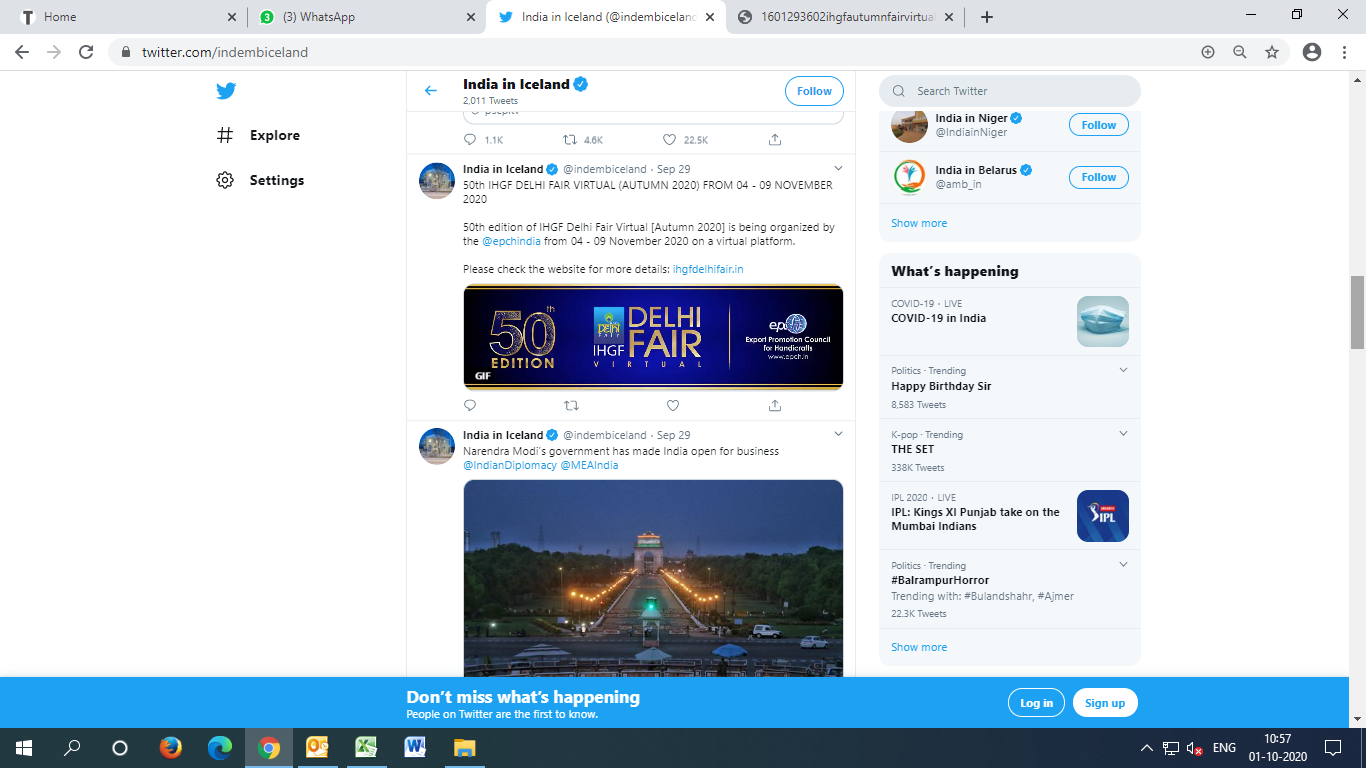 Home
(3) WhatsApp
India in Iceland (@indembiceland
1601293602ihgfautumnfairvirtual
twitter.com/indembiceland
India in Iceland
2,011 Tweets
Follow
Explore
Settings
1.1K 4.6K 22.5K
India in Iceland @indembiceland · Sep 29
50th IHGF DELHI FAIR VIRTUAL (AUTUMN 2020) FROM 04 - 09 NOVEMBER
2020
50th edition of IHGF Delhi Fair Virtual [Autumn 2020] is being organized by
the @epchindia from 04 - 09 November 2020 on a virtual platform.
Please check the website for more details: ihgfdelhifair.in
50th
EDITION
DELHI
FAIR
IHGF
DELHI
FAIR
VIRTUAL
epch
Export Promotion Council
for Handicrafts
www.epch.in
GIF
India in Iceland @indembiceland · Sep 29
Narendra Modi's government has made India open for business
@IndianDiplomacy @MEAIndia
Search Twitter
India in Niger
@IndiainNiger
Follow
India in Belarus
@amb_in
Follow
Show more
What's happening
COVID-19 · LIVE
COVID-19 in India
Politics · Trending
Happy Birthday Sir
8,583 Tweets
K-pop · Trending
THE SET
338K Tweets
IPL 2020 · LIVE
IPL: Kings XI Punjab take on the
Mumbai Indians
IPL
Politics · Trending
#BalrampurHorror
Trending with: #Bulandshahr, #Ajmer
22.3K Tweets
Show more
Don't miss what's happening
People on Twitter are the first to know.
Log in
Sign up
ENG
10:57
01-10-2020